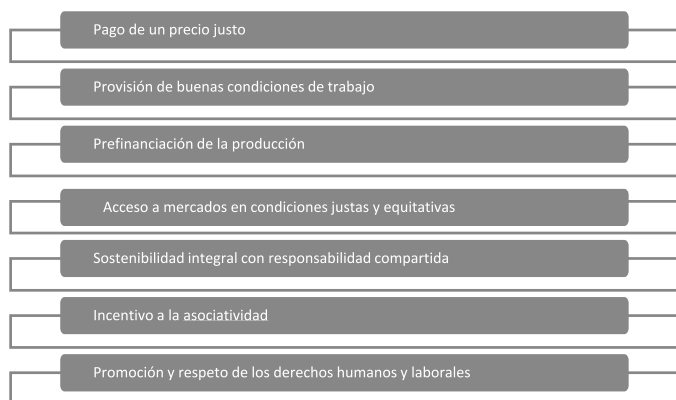 Pago de un precio justo
Provisión de buenas condiciones de trabajo
Prefinanciación de la producción
Acceso a mercados en condiciones justas y equitativas
Sostenibilidad integral con responsabilidad compartida
Incentivo a la asociatividad
Promoción y respeto de los derechos humanos y laborales